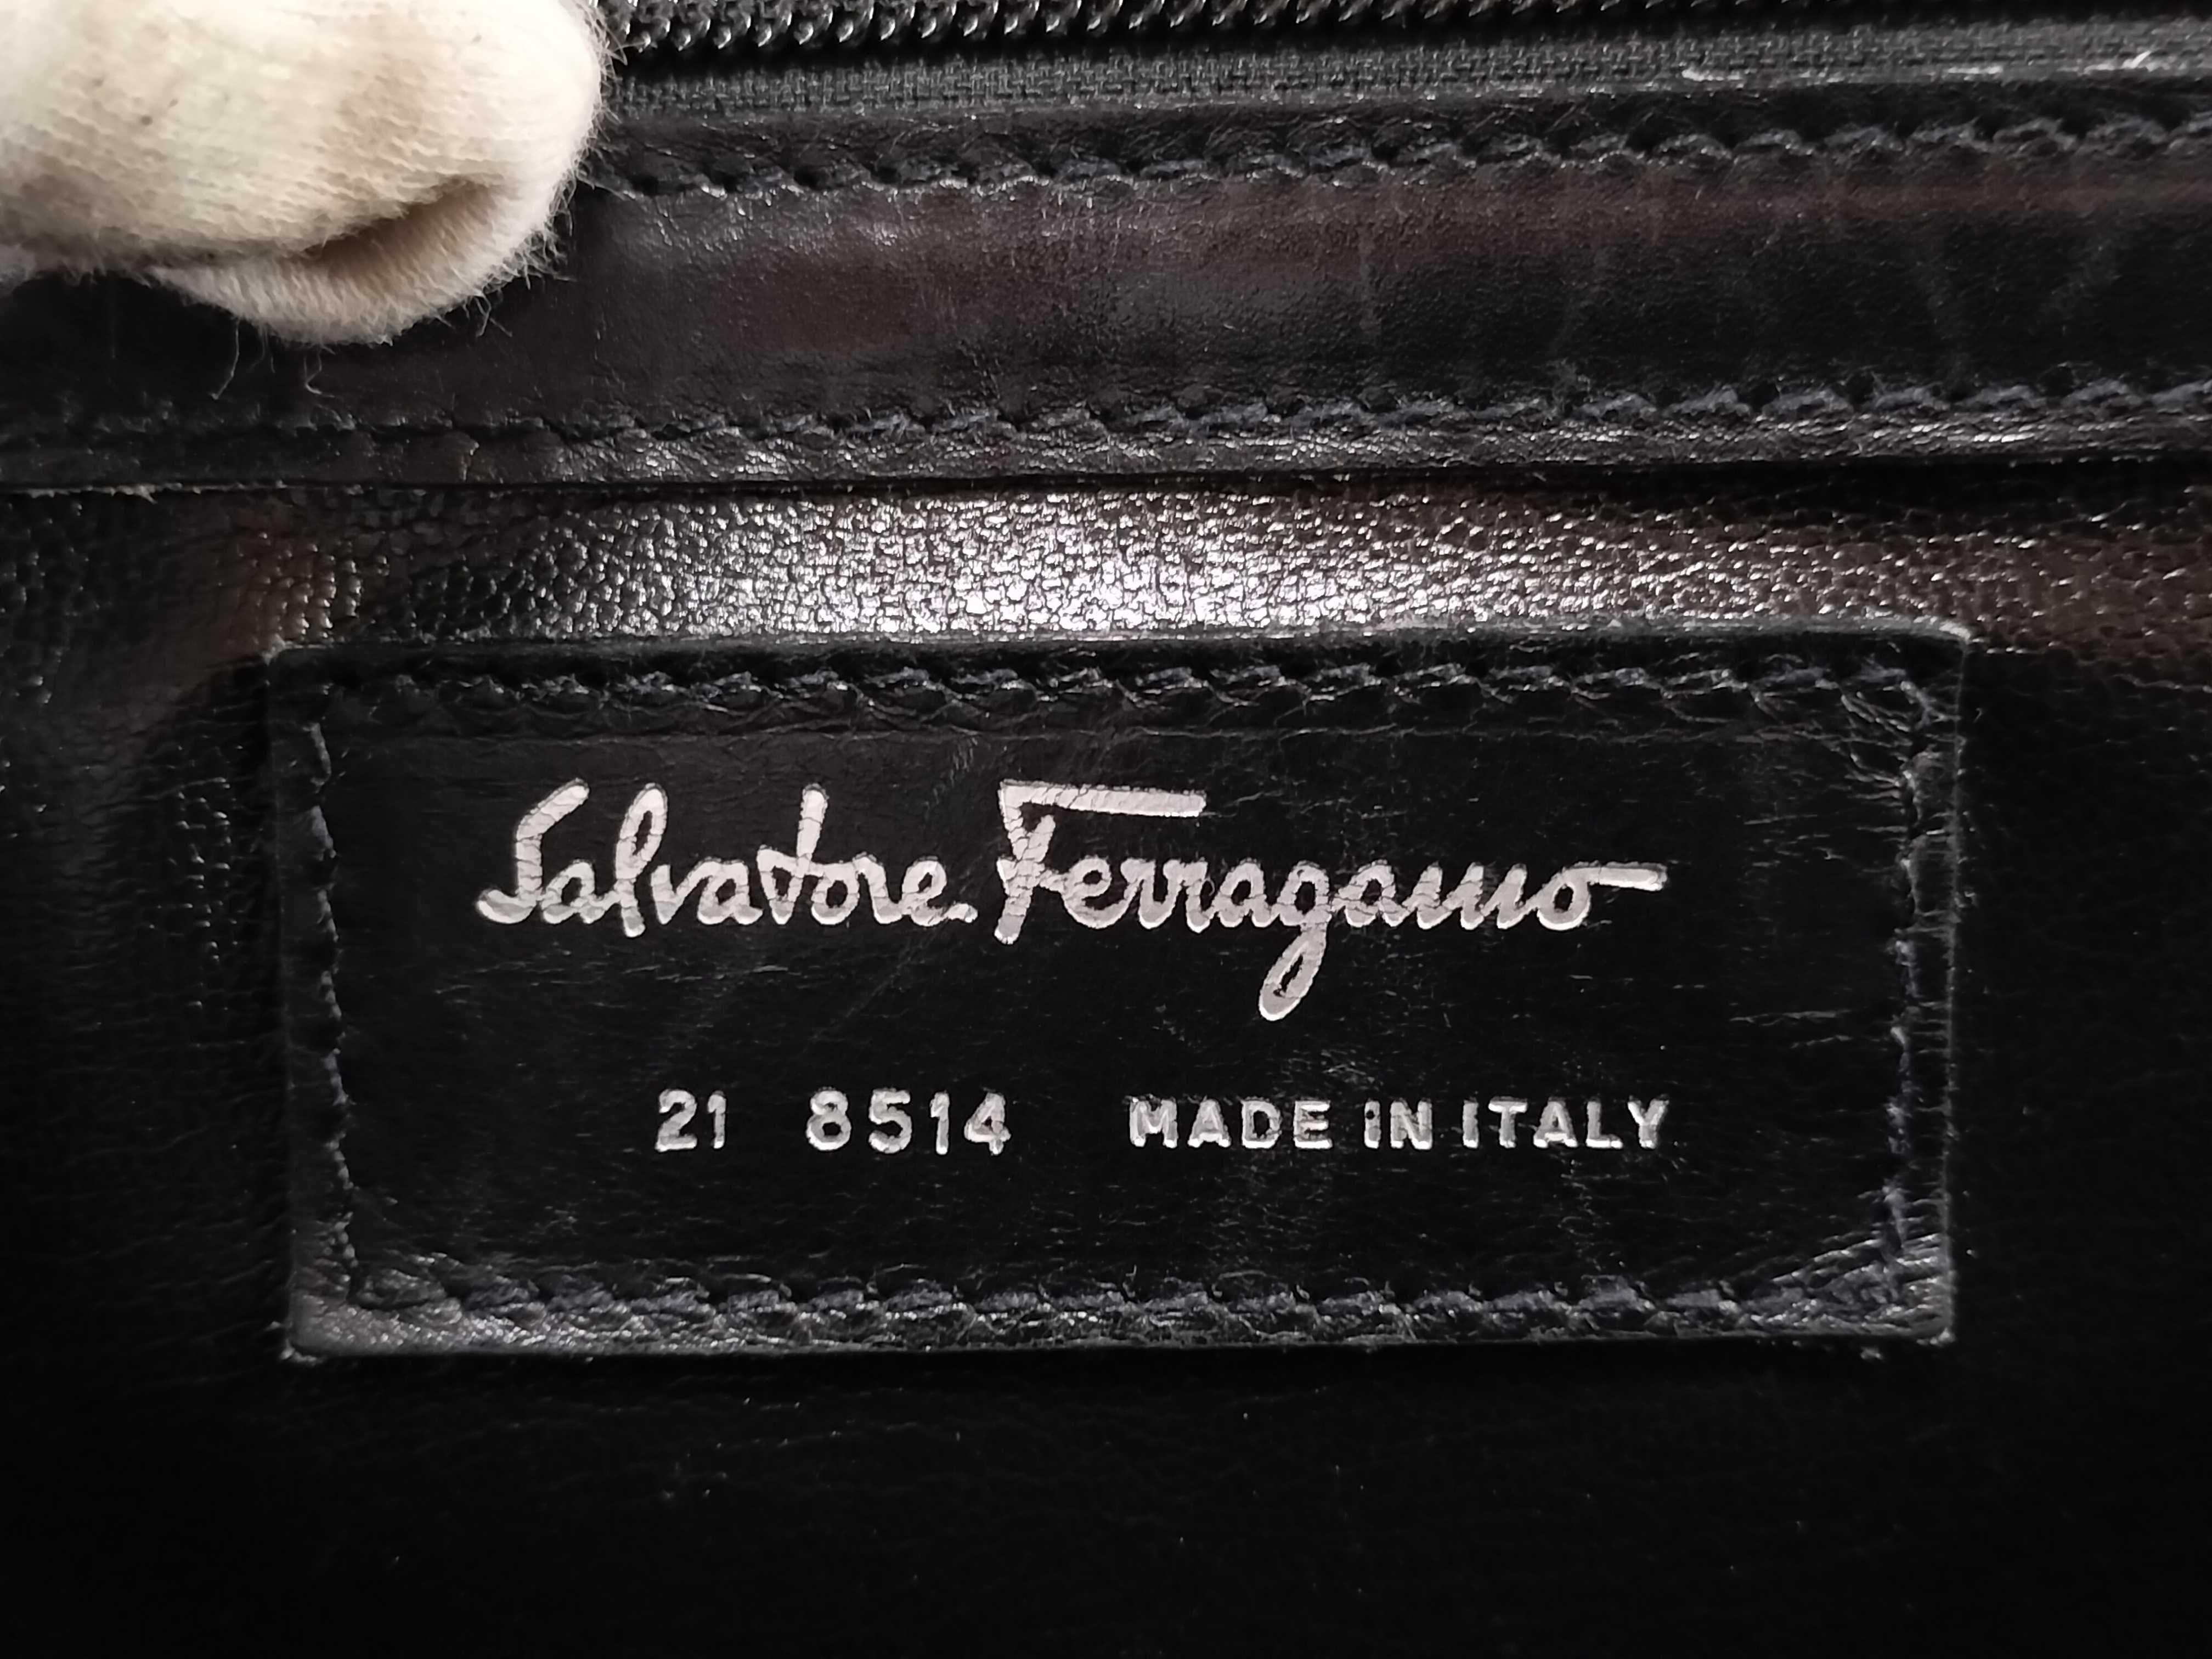 Salvatore Ferragamo
21 8514 MADE IN ITALY